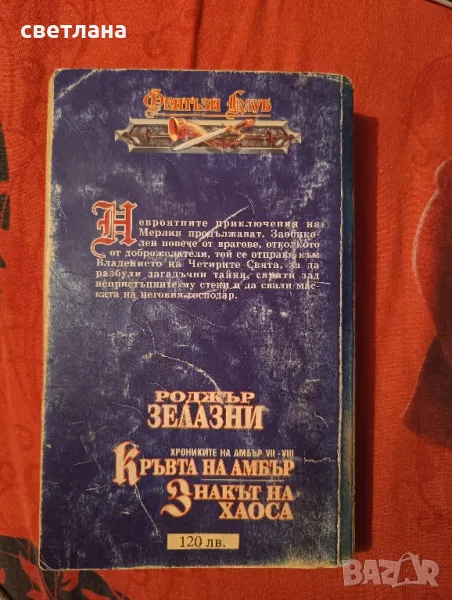 светлана
Фентъзи Клуб
Невероятните приключения на
Мерлин продължават. Заобико-
лен повече от врагове, отколкото
от доброжелатели, той се отправя към
Владението на Четирите Свята, за да
разбули загадъчни тайни, скрити зад
непристъпните му стени и да свали мас-
ката на неговия господар.
РОДЖЪР
ЗЕЛАЗНИ
ХРОНИКИТЕ НА АМБЪР VII - VIII
КРЪВТА НА АМБЪР
ЗНАКЪТ НА
ХАОСА
120 лв.
BAZAR